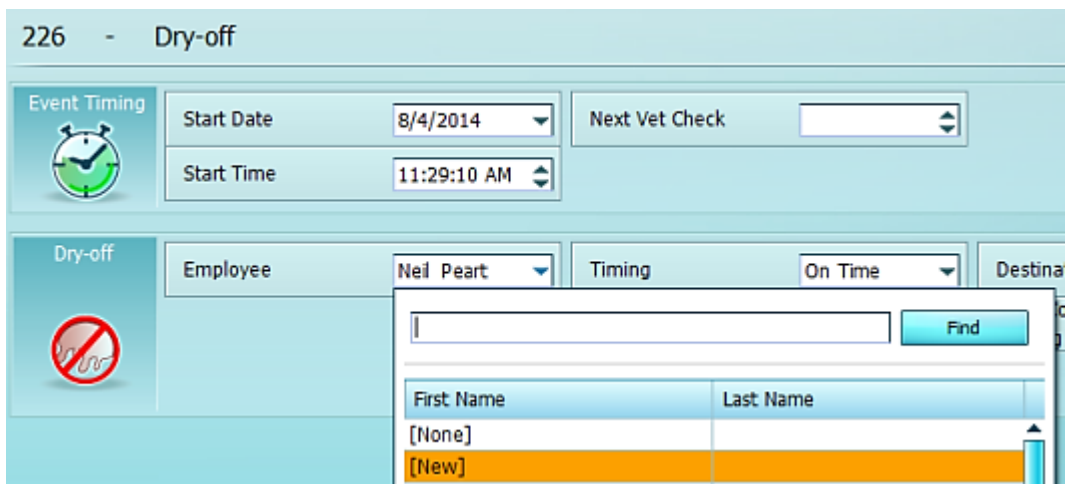 226 - Dry-off
Event Timing
Start Date 8/4/2014 Next Vet Check
Start Time 11:29:10 AM
Dry-off
Employee Neil Peart Timing On Time Destina
Find
First Name Last Name
[None]
[New]